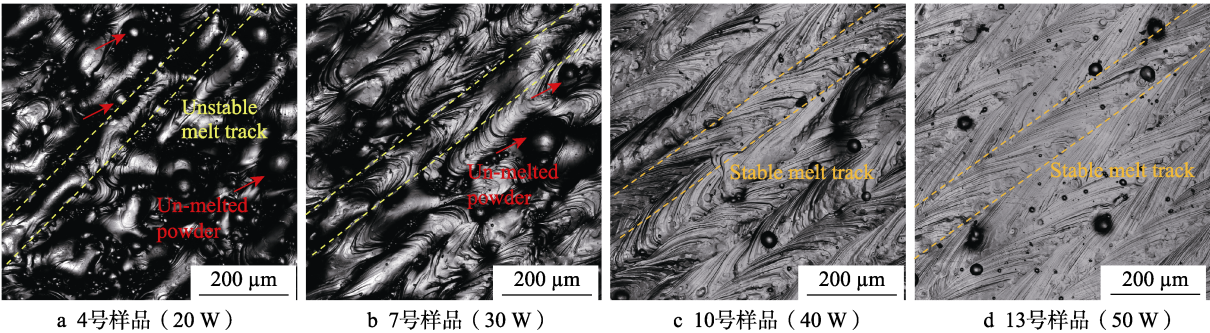 Unstable
melt track
Un-melted
powder
200 μm
a 4号样品（20 W）
Un-melted
powder
200 μm
b 7号样品（30 W）
Stable melt track
200 μm
c 10号样品（40 W）
Stable melt track
200 μm
d 13号样品（50 W）